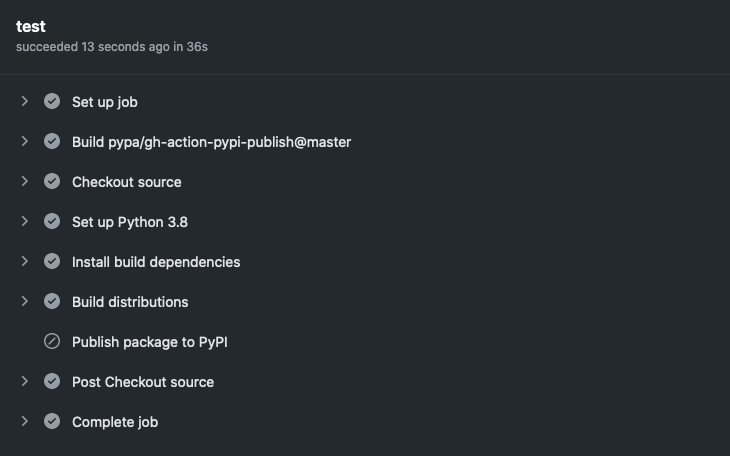 test
succeeded 13 seconds ago in 36s
Set up job
Build pypa/gh-action-pypi-publish@master
Checkout source
Set up Python 3.8
Install build dependencies
Build distributions
Publish package to PyPI
Post Checkout source
Complete job